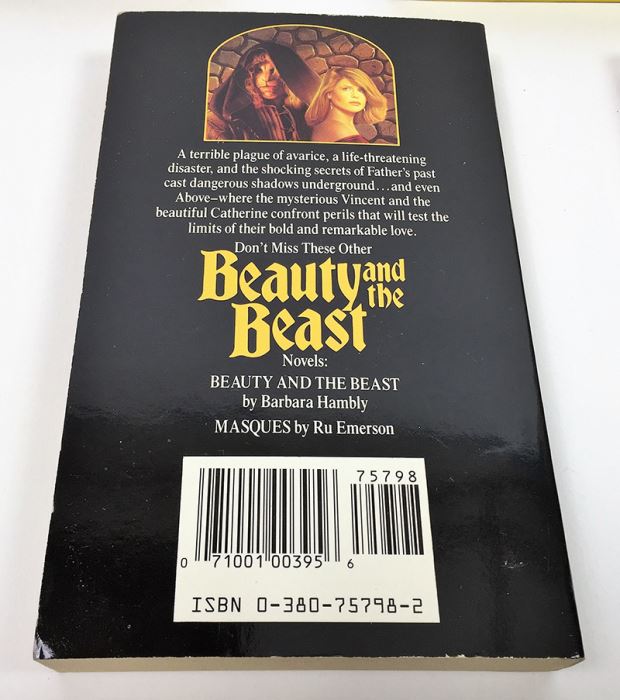 A terrible plague of avarice, a life-threatening
disaster, and the shocking secrets of Father's past
cast dangerous shadows underground...and even
Above–where the mysterious Vincent and the
beautiful Catherine confront perils that will test the
limits of their bold and remarkable love.
Don't Miss These Other
Beauty and the
Beast
Novels:
BEAUTY AND THE BEAST
by Barbara Hambly
MASQUES by Ru Emerson
75798
0 71001 00395 6
ISBN 0-380-75798-2